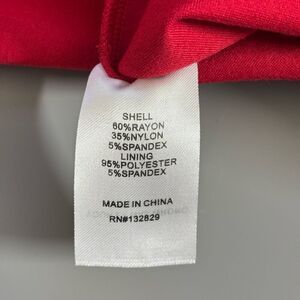 SHELL
60%RAYON
35%NYLON
5%SPANDEX
LINING
95%POLYESTER
5%SPANDEX
MADE IN CHINA
RN#132829